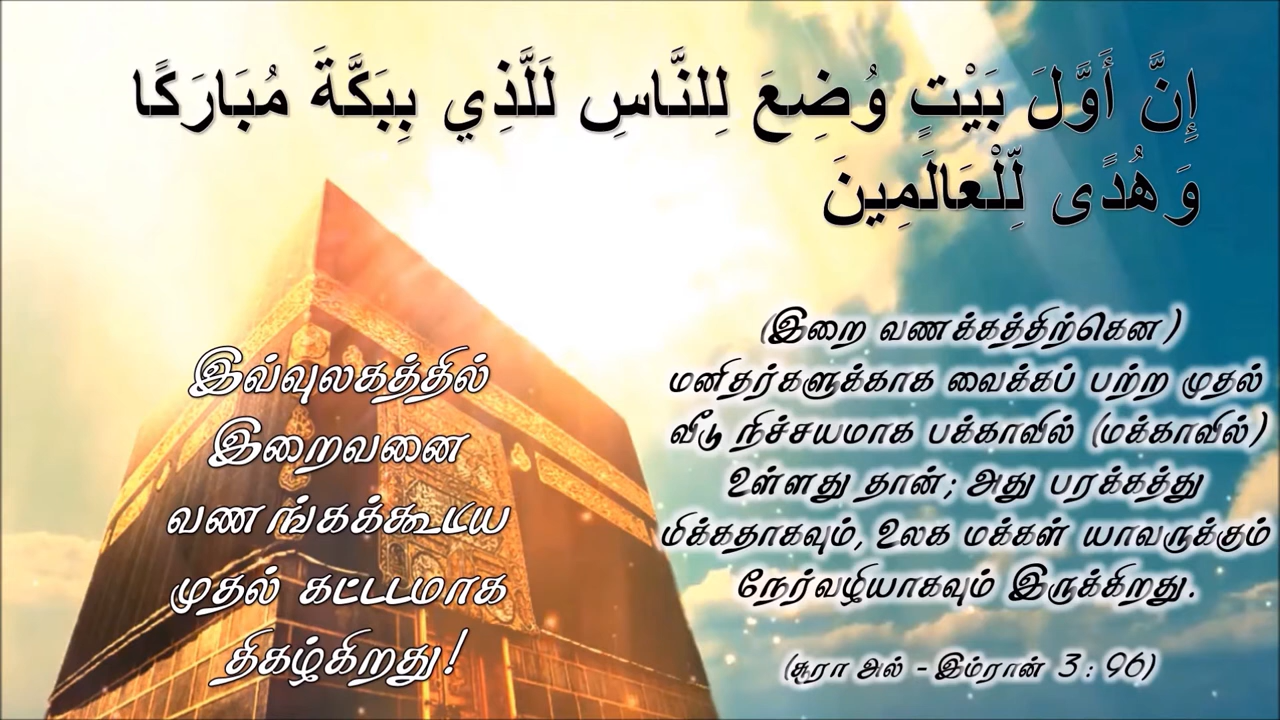 إِنَّ أَوَّلَ بَيْتٍ وُضِعَ لِلنَّاسِ لَلَّذِي بِبَكَّةَ مُبَارَكًا
وَهُدًى لِّلْعَالَمِينَ
இவ்வுலகத்தில்
இறைவனை
வணங்கக்கூடிய
முதல் கட்டடமாக
திகழ்கிறது!
(இறை வணக்கத்திற்கென)
மனிதர்களுக்காக வைக்கப் பற்ற முதல்
வீடு நிச்சயமாக பக்காவில் (மக்காவில்)
உள்ளது தான்; அது பரக்கத்து
மிக்கதாகவும், உலக மக்கள் யாவருக்கும்
நேர்வழியாகவும் இருக்கிறது.
(சூரா அல் - இம்ரான் 3 : 96)